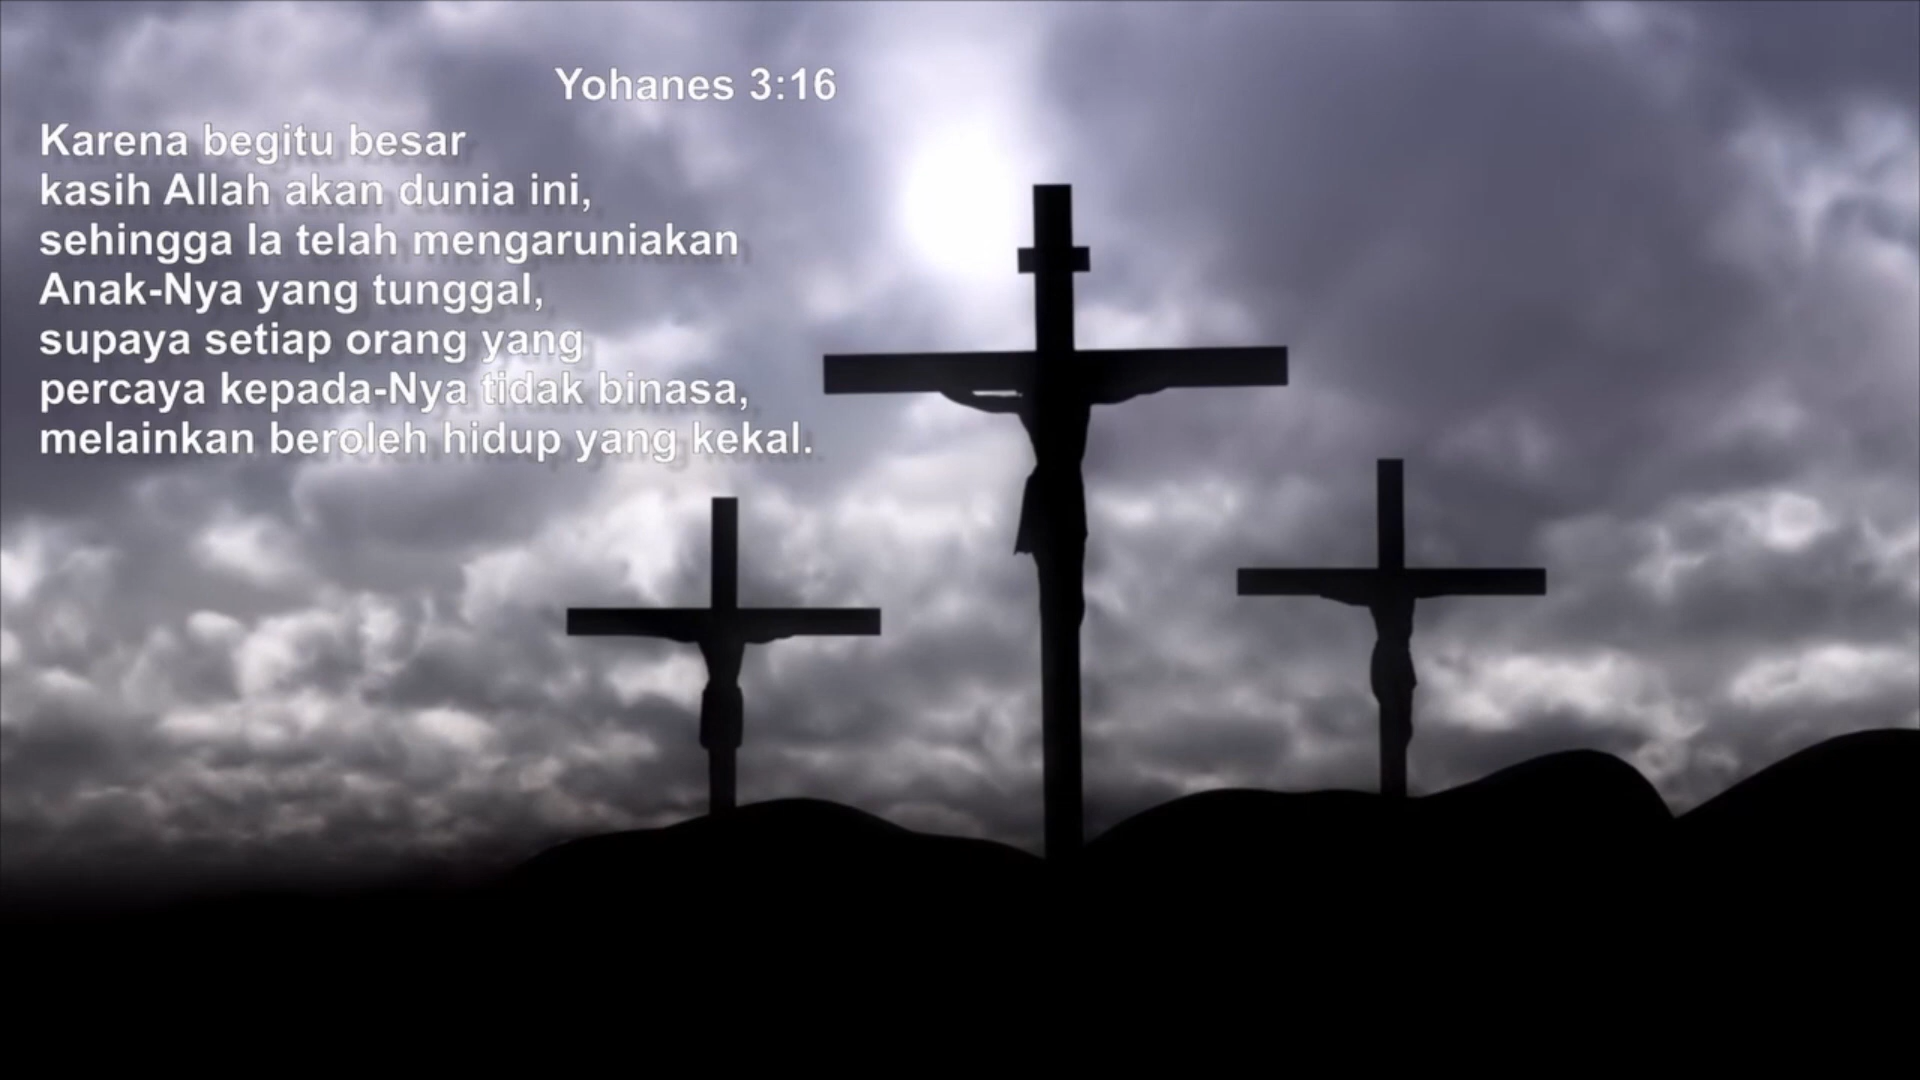 Yohanes 3:16
Karena begitu besar
kasih Allah akan dunia ini,
sehingga Ia telah mengaruniakan
Anak-Nya yang tunggal,
supaya setiap orang yang
percaya kepada-Nya tidak binasa,
melainkan beroleh hidup yang kekal.